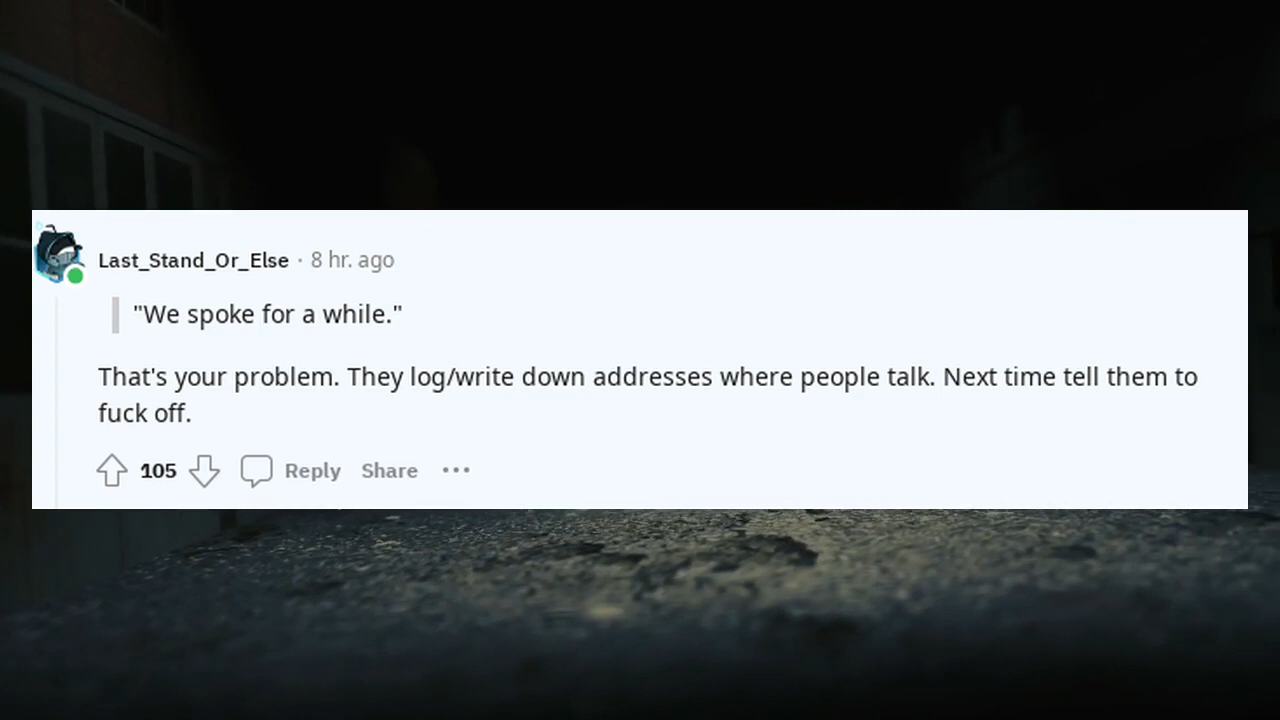 Last_Stand_Or_Else · 8 hr. ago
"We spoke for a while."
That's your problem. They log/write down addresses where people talk. Next time tell them to
fuck off.
105 Reply Share •••